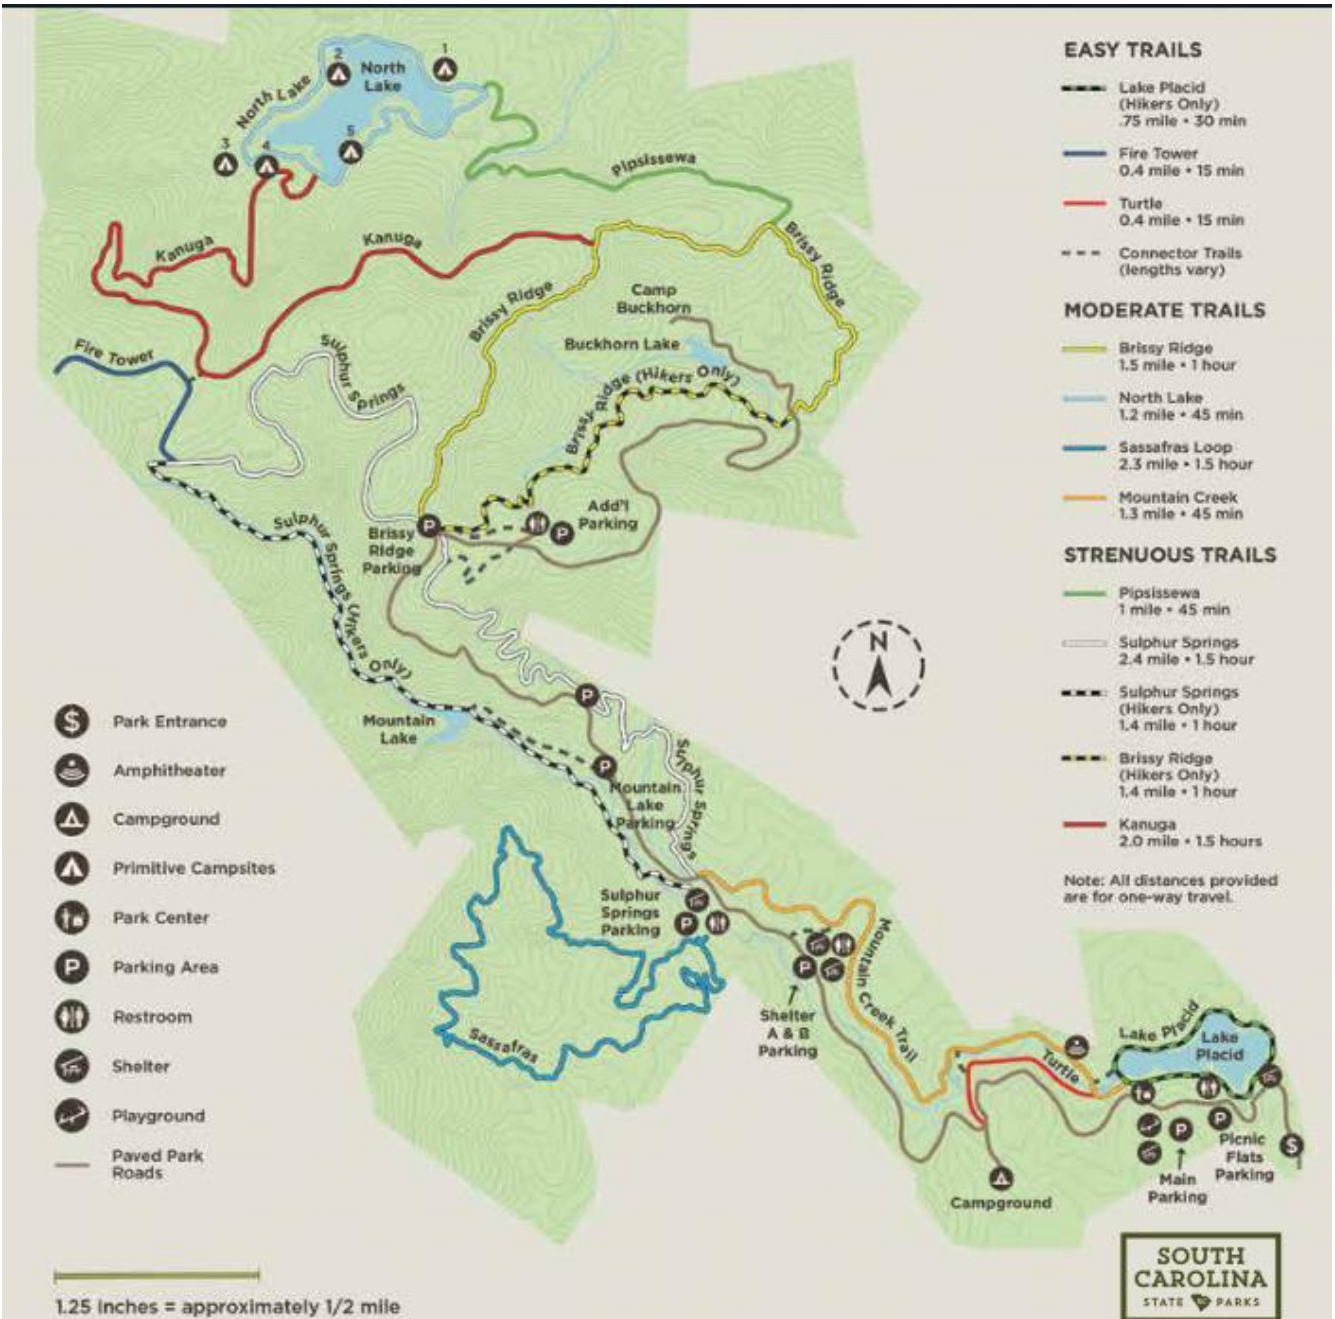 EASY TRAILS
Lake Placid
(Hikers Only)
.75 mile • 30 min
Fire Tower
0.4 mile • 15 min
Turtle
0.4 mile • 15 min
Connector Trails
(lengths vary)
MODERATE TRAILS
Brissy Ridge
1.5 mile • 1 hour
North Lake
1.2 mile • 45 min
Sassafras Loop
2.3 mile • 1.5 hour
Mountain Creek
1.3 mile • 45 min
STRENUOUS TRAILS
Pipsissewa
1 mile • 45 min
Sulphur Springs
2.4 mile • 1.5 hour
Sulphur Springs
(Hikers Only)
1.4 mile • 1 hour
Brissy Ridge
(Hikers Only)
1.4 mile • 1 hour
Kanuga
2.0 mile • 1.5 hours
Note: All distances provided
are for one-way travel.
1
2
North
Lake
North Lake
3
4
5
Pipsissewa
Kanuga
Kanuga
Brissy Ridge
Brissy Ridge
Camp
Buckhorn
Buckhorn Lake
Brissy Ridge (Hikers Only)
Fire Tower
Sulphur Springs
P
Brissy
Ridge
Parking
Add'l
Parking
P
Sulphur Springs (Hikers Only)
N
P
Mountain
Lake
P
Mountain
Lake
Parking
Sulphur Springs
Sulphur
Springs
Parking
P
Sassafras
P
Shelter
A & B
Parking
Mountain Creek Trail
Turtle
Lake Placid
Lake
Placid
P
P
$
Picnic
Flats
Parking
Main
Parking
Campground
$ Park Entrance
Amphitheater
Campground
Primitive Campsites
Park Center
P Parking Area
Restroom
Shelter
Playground
Paved Park
Roads
1.25 inches = approximately 1/2 mile
SOUTH
CAROLINA
STATE PARKS